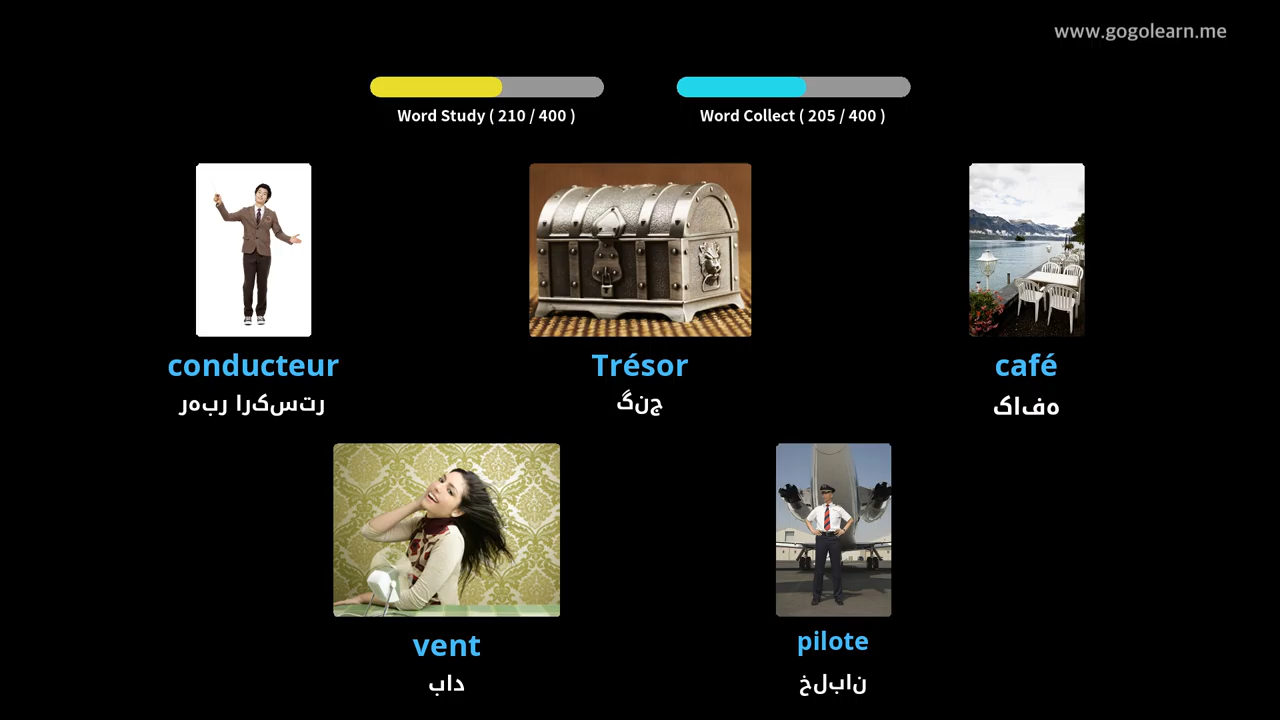 www.gogolearn.me
Word Study ( 210 / 400 )
Word Collect ( 205 / 400 )
conducteur
رهبر ارکستر
Trésor
گنج
café
کافه
vent
باد
pilote
خلبان